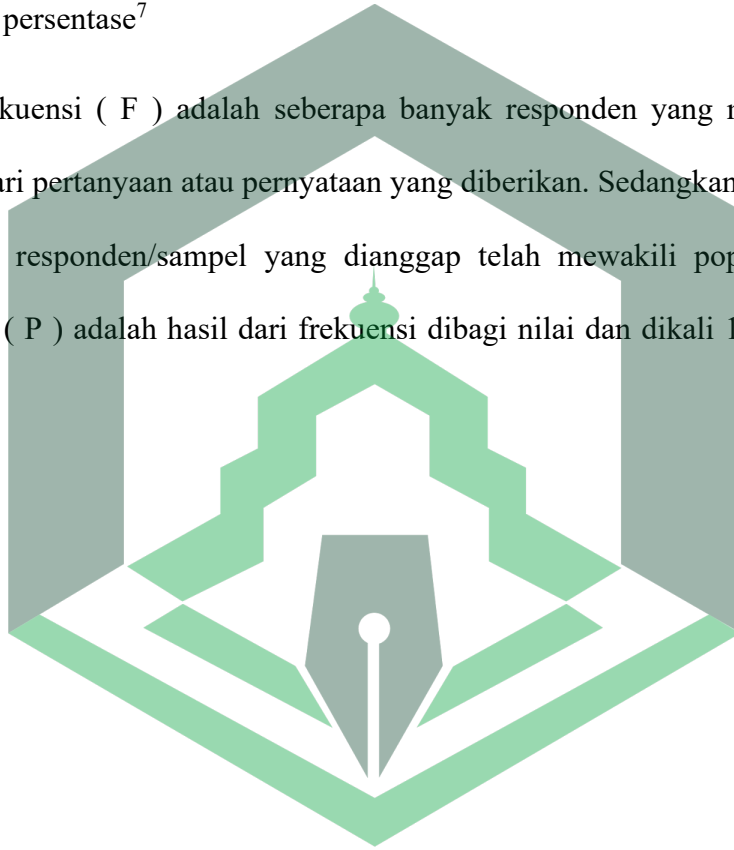 persentase⁷
kuensi ( F ) adalah seberapa banyak responden yang
ari pertanyaan atau pernyataan yang diberikan. Sedangkan
responden/sampel yang dianggap telah mewakili pop
( P ) adalah hasil dari frekuensi dibagi nilai dan dikali 1